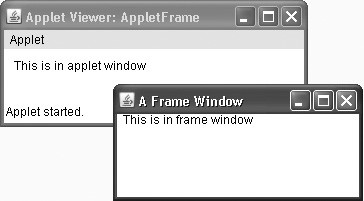 Applet Viewer: AppletFrame
Applet
This is in applet window
Applet started.
A Frame Window
This is in frame window